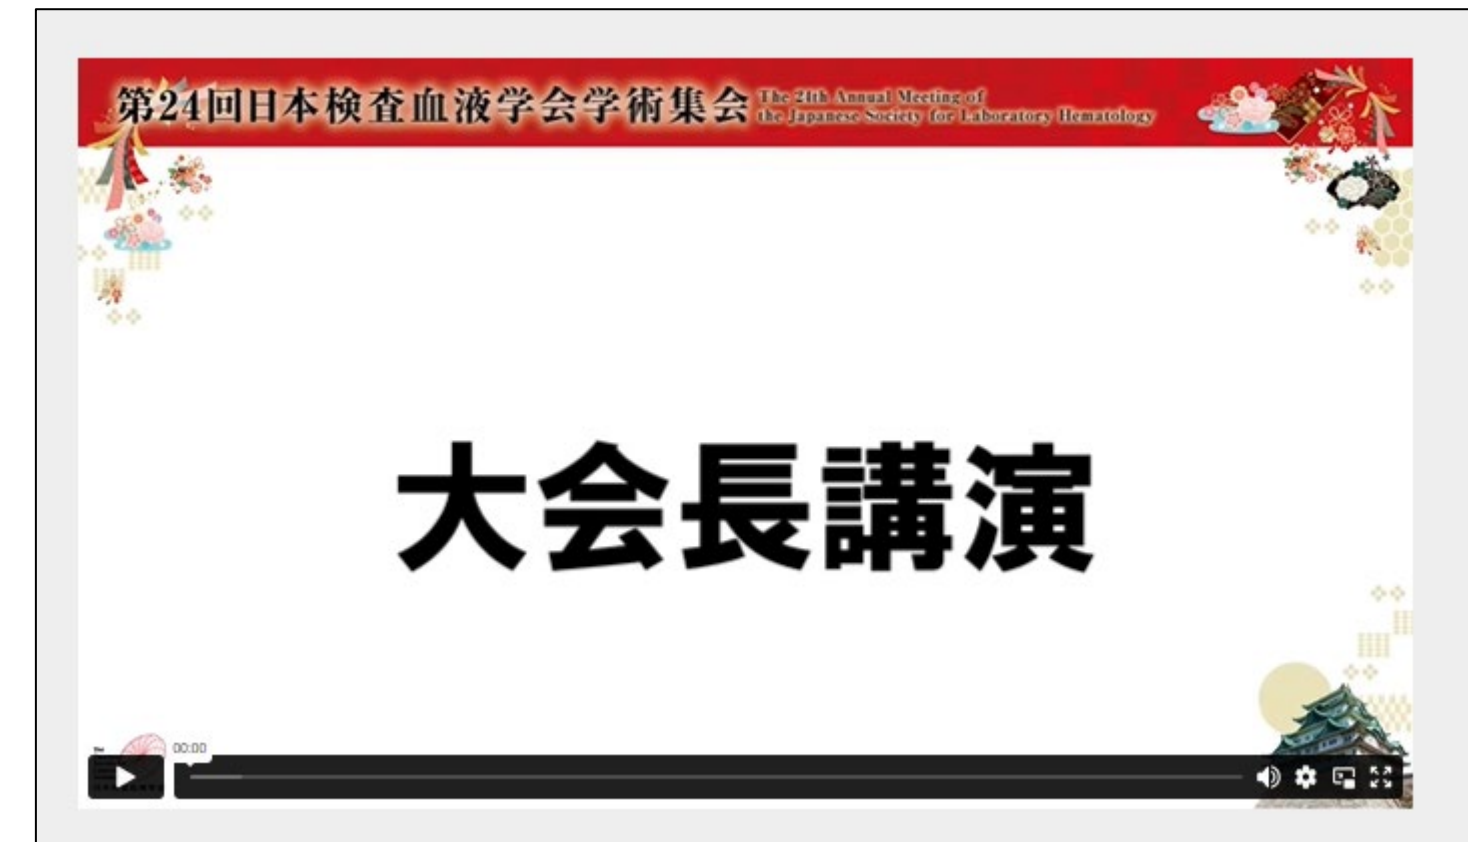 第24回日本検査血液学会学術集会
The 24th Annual Meeting of
the Japanese Society for Laboratory Hematology
大会長講演
00:00